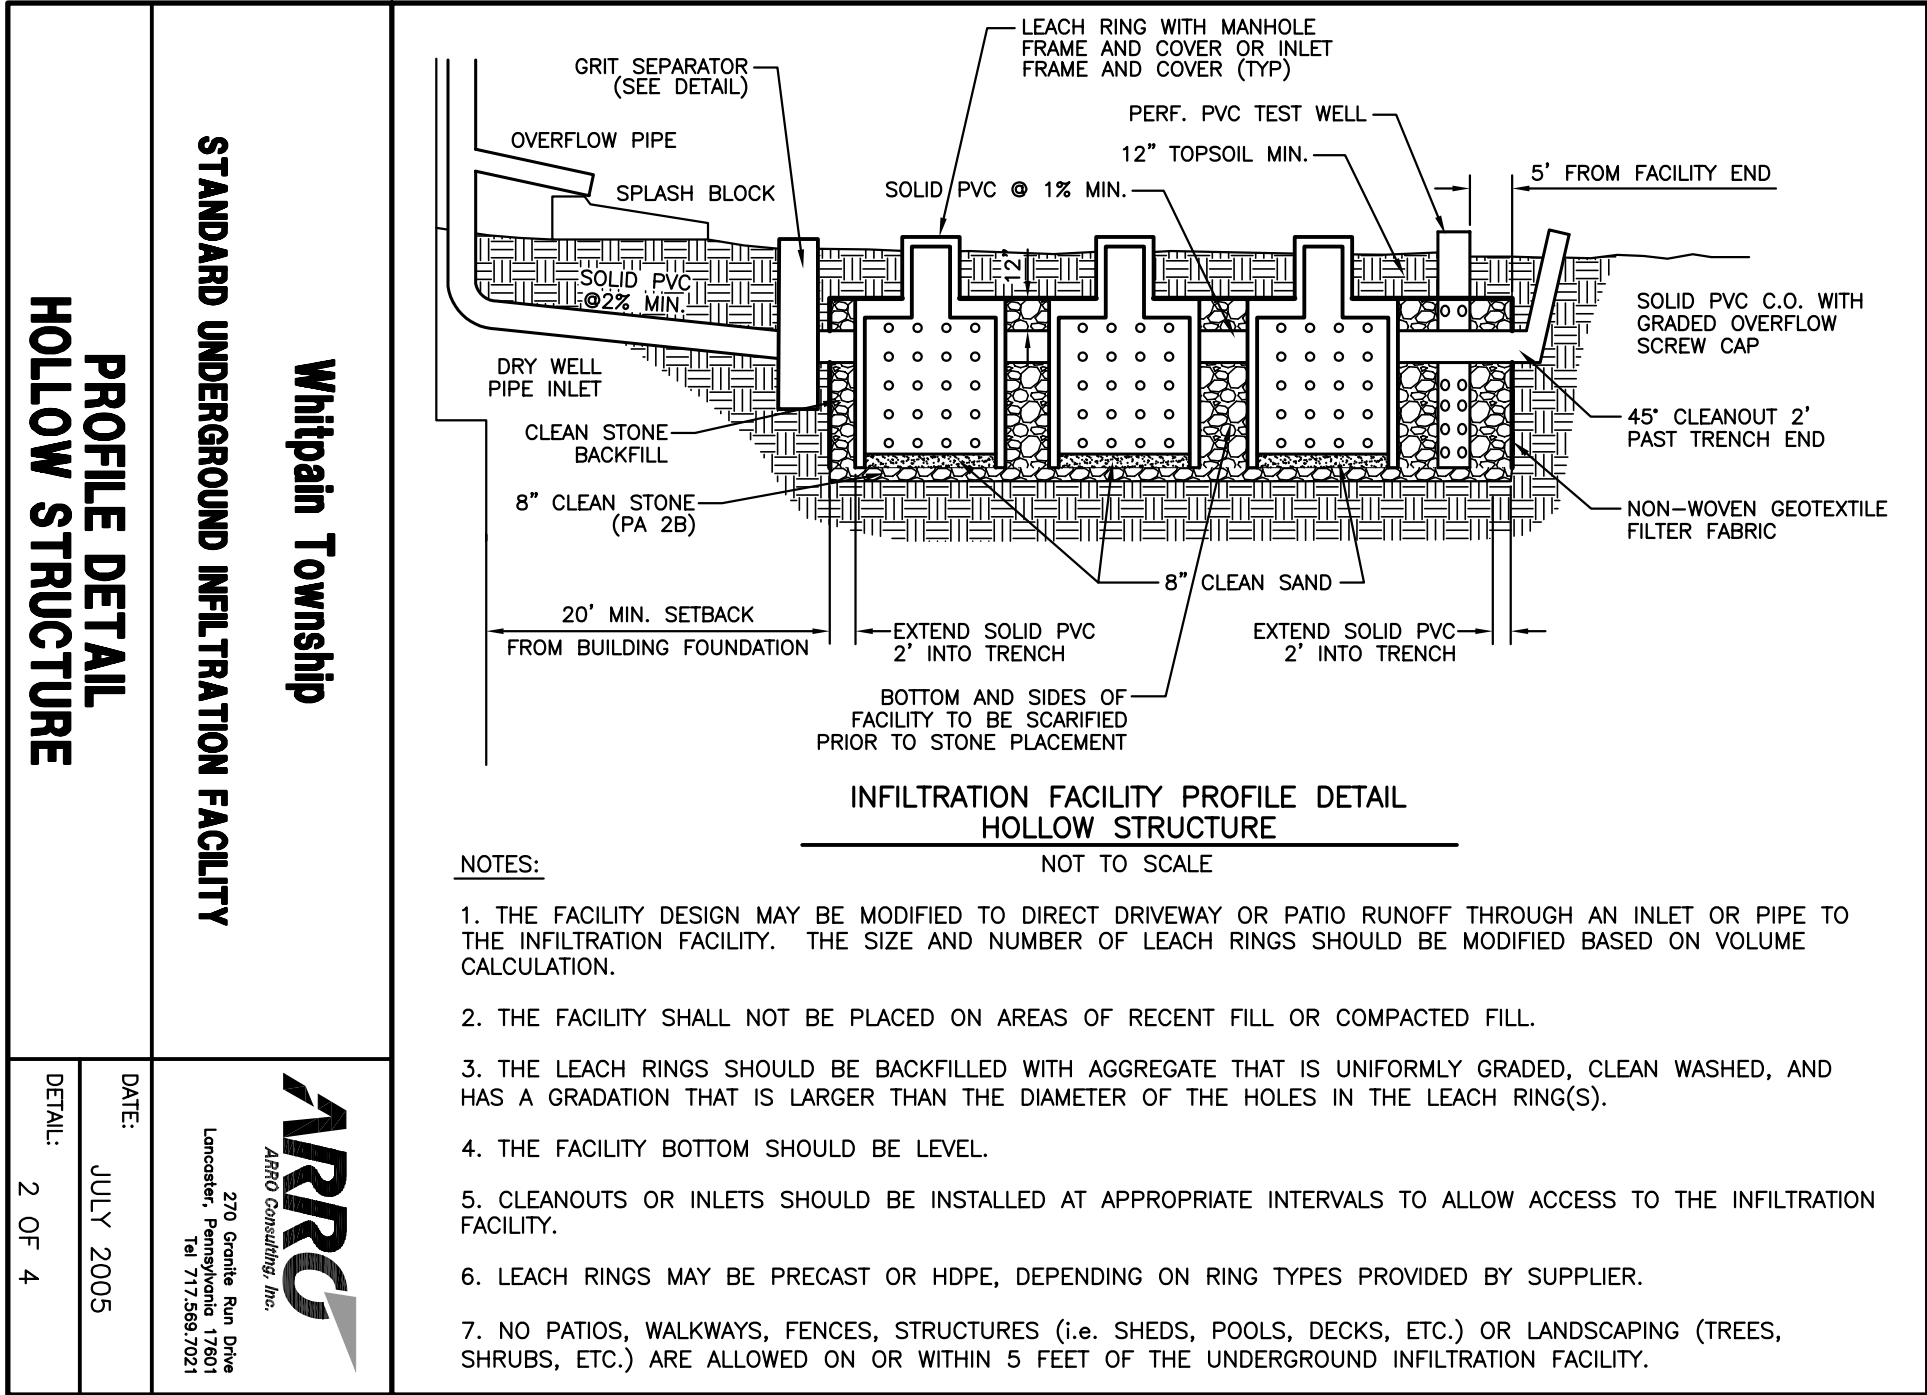 LEACH RING WITH MANHOLE
FRAME AND COVER OR INLET
FRAME AND COVER (TYP)
GRIT SEPARATOR
(SEE DETAIL)
PERF. PVC TEST WELL
OVERFLOW PIPE
12" TOPSOIL MIN.
5' FROM FACILITY END
SPLASH BLOCK
SOLID PVC @ 1% MIN.
12"
SOLID PVC
@2% MIN.
SOLID PVC C.O. WITH
GRADED OVERFLOW
SCREW CAP
DRY WELL
PIPE INLET
45° CLEANOUT 2'
PAST TRENCH END
CLEAN STONE
BACKFILL
8" CLEAN STONE
(PA 2B)
NON-WOVEN GEOTEXTILE
FILTER FABRIC
8" CLEAN SAND
20' MIN. SETBACK
FROM BUILDING FOUNDATION
EXTEND SOLID PVC
2' INTO TRENCH
EXTEND SOLID PVC
2' INTO TRENCH
BOTTOM AND SIDES OF
FACILITY TO BE SCARIFIED
PRIOR TO STONE PLACEMENT
INFILTRATION FACILITY PROFILE DETAIL
HOLLOW STRUCTURE
NOT TO SCALE
NOTES:
1. THE FACILITY DESIGN MAY BE MODIFIED TO DIRECT DRIVEWAY OR PATIO RUNOFF THROUGH AN INLET OR PIPE TO
THE INFILTRATION FACILITY. THE SIZE AND NUMBER OF LEACH RINGS SHOULD BE MODIFIED BASED ON VOLUME
CALCULATION.
2. THE FACILITY SHALL NOT BE PLACED ON AREAS OF RECENT FILL OR COMPACTED FILL.
3. THE LEACH RINGS SHOULD BE BACKFILLED WITH AGGREGATE THAT IS UNIFORMLY GRADED, CLEAN WASHED, AND
HAS A GRADATION THAT IS LARGER THAN THE DIAMETER OF THE HOLES IN THE LEACH RING(S).
4. THE FACILITY BOTTOM SHOULD BE LEVEL.
5. CLEANOUTS OR INLETS SHOULD BE INSTALLED AT APPROPRIATE INTERVALS TO ALLOW ACCESS TO THE INFILTRATION
FACILITY.
6. LEACH RINGS MAY BE PRECAST OR HDPE, DEPENDING ON RING TYPES PROVIDED BY SUPPLIER.
7. NO PATIOS, WALKWAYS, FENCES, STRUCTURES (i.e. SHEDS, POOLS, DECKS, ETC.) OR LANDSCAPING (TREES,
SHRUBS, ETC.) ARE ALLOWED ON OR WITHIN 5 FEET OF THE UNDERGROUND INFILTRATION FACILITY.
Whitpain Township
STANDARD UNDERGROUND INFILTRATION FACILITY
PROFILE DETAIL
HOLLOW STRUCTURE
ARRO
ARRO Consulting, Inc.
270 Granite Run Drive
Lancaster, Pennsylvania 17601
Tel 717.569.7021
DATE:
JULY 2005
DETAIL:
2 OF 4